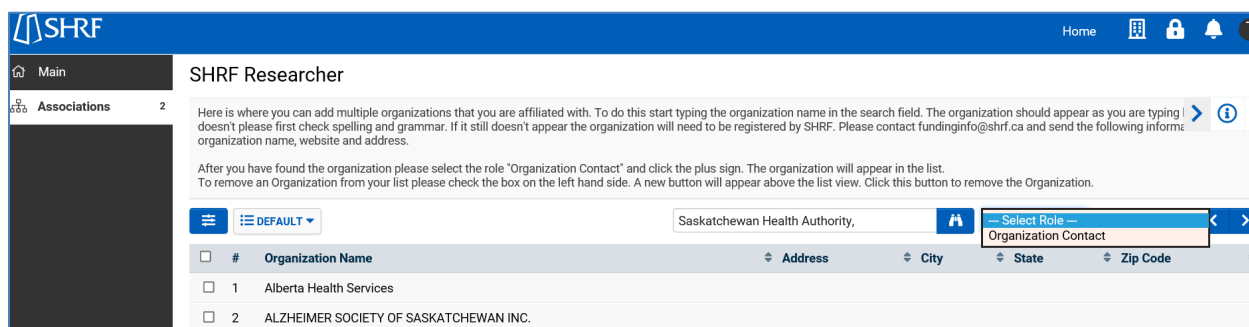 SHRF
Home
Main
SHRF Researcher
Associations 2
Here is where you can add multiple organizations that you are affiliated with. To do this start typing the organization name in the search field. The organization should appear as you are typing
doesn't please first check spelling and grammar. If it still doesn't appear the organization will need to be registered by SHRF. Please contact fundinginfo@shrf.ca and send the following
organization name, website and address.
After you have found the organization please select the role "Organization Contact" and click the plus sign. The organization will appear in the list.
To remove an Organization from your list please check the box on the left hand side. A new button will appear above the list view. Click this button to remove the Organization.
DEFAULT
Saskatchewan Health Authority,
--- Select Role ---
Organization Contact
# Organization Name Address City State Zip Code
1 Alberta Health Services
2 ALZHEIMER SOCIETY OF SASKATCHEWAN INC.